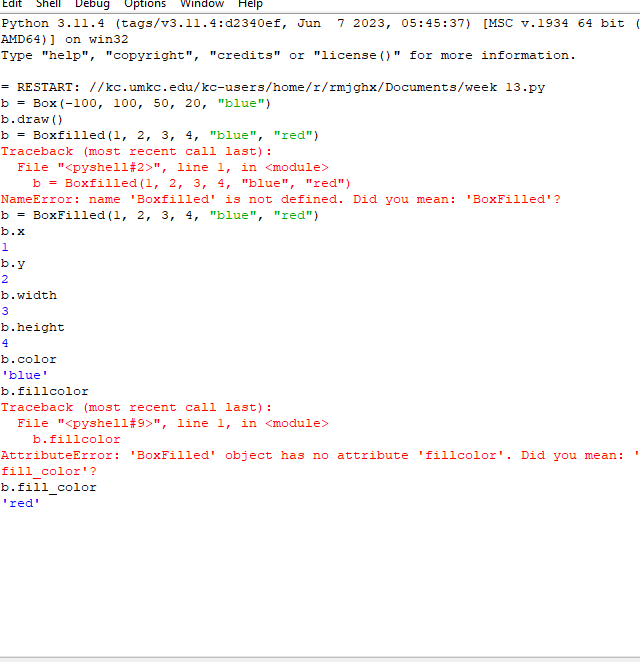 Edit Shell Debug Options Window Help
Python 3.11.4 (tags/v3.11.4:d2340ef, Jun  7 2023, 05:45:37) [MSC v.1934 64 bit (
AMD64)] on win32
Type "help", "copyright", "credits" or "license()" for more information.
= RESTART: //kc.umkc.edu/kc-users/home/r/rmjghx/Documents/week 13.py
b = Box(-100, 100, 50, 20, "blue")
b.draw()
b = Boxfilled(1, 2, 3, 4, "blue", "red")
Traceback (most recent call last):
  File "<pyshell#2>", line 1, in <module>
    b = Boxfilled(1, 2, 3, 4, "blue", "red")
NameError: name 'Boxfilled' is not defined. Did you mean: 'BoxFilled'?
b = BoxFilled(1, 2, 3, 4, "blue", "red")
b.x
1
b.y
2
b.width
3
b.height
4
b.color
'blue'
b.fillcolor
Traceback (most recent call last):
  File "<pyshell#9>", line 1, in <module>
    b.fillcolor
AttributeError: 'BoxFilled' object has no attribute 'fillcolor'. Did you mean: '
fill_color'?
b.fill_color
'red'